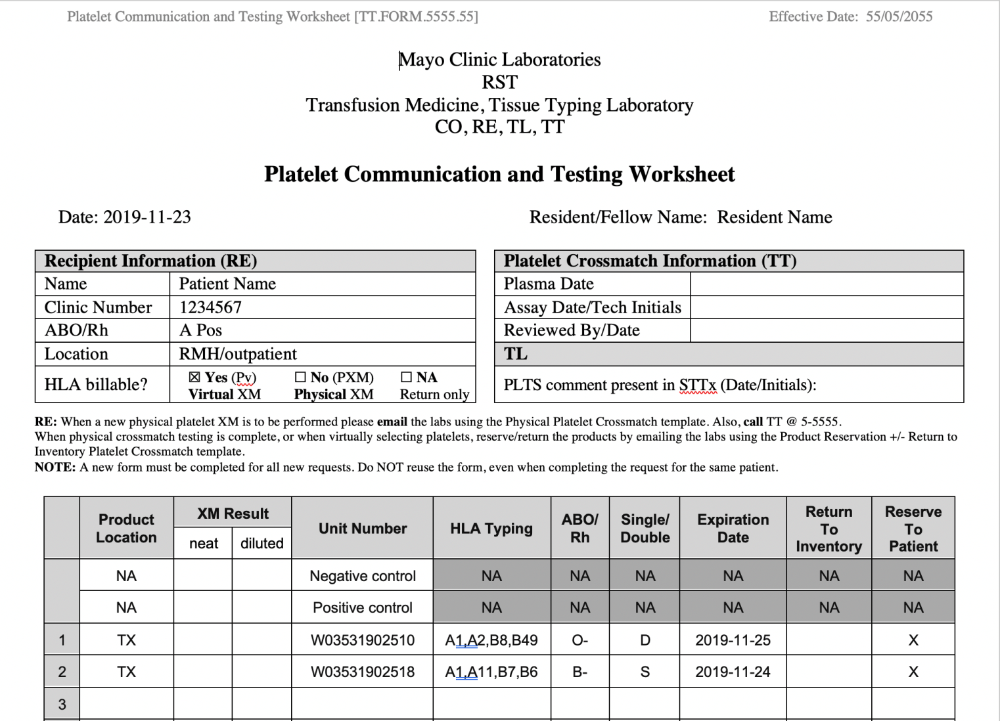 Platelet Communication and Testing Worksheet [TT.FORM.5555.55] Effective Date: 55/05/2055
Mayo Clinic Laboratories
RST
Transfusion Medicine, Tissue Typing Laboratory
CO, RE, TL, TT
Platelet Communication and Testing Worksheet
Date: 2019-11-23 Resident/Fellow Name: Resident Name
Recipient Information (RE)
Name Patient Name
Clinic Number 1234567
ABO/Rh A Pos
Location RMH/outpatient
HLA billable? ☒ Yes (Pv) ☐ No (PXM) ☐ NA
Virtual XM Physical XM Return only
Platelet Crossmatch Information (TT)
Plasma Date
Assay Date/Tech Initials
Reviewed By/Date
TL
PLTS comment present in STTx (Date/Initials):
RE: When a new physical platelet XM is to be performed please email the labs using the Physical Platelet Crossmatch template. Also, call TT @ 5-5555.
When physical crossmatch testing is complete, or when virtually selecting platelets, reserve/return the products by emailing the labs using the Product Reservation +/- Return to
Inventory Platelet Crossmatch template.
NOTE: A new form must be completed for all new requests. Do NOT reuse the form, even when completing the request for the same patient.
Product Location XM Result neat diluted Unit Number HLA Typing ABO/ Rh Single/ Double Expiration Date Return To Inventory Reserve To Patient
NA Negative control NA NA NA NA NA NA
NA Positive control NA NA NA NA NA NA
1 TX W03531902510 A1,A2,B8,B49 O- D 2019-11-25 X
2 TX W03531902518 A1,A11,B7,B6 B- S 2019-11-24 X
3